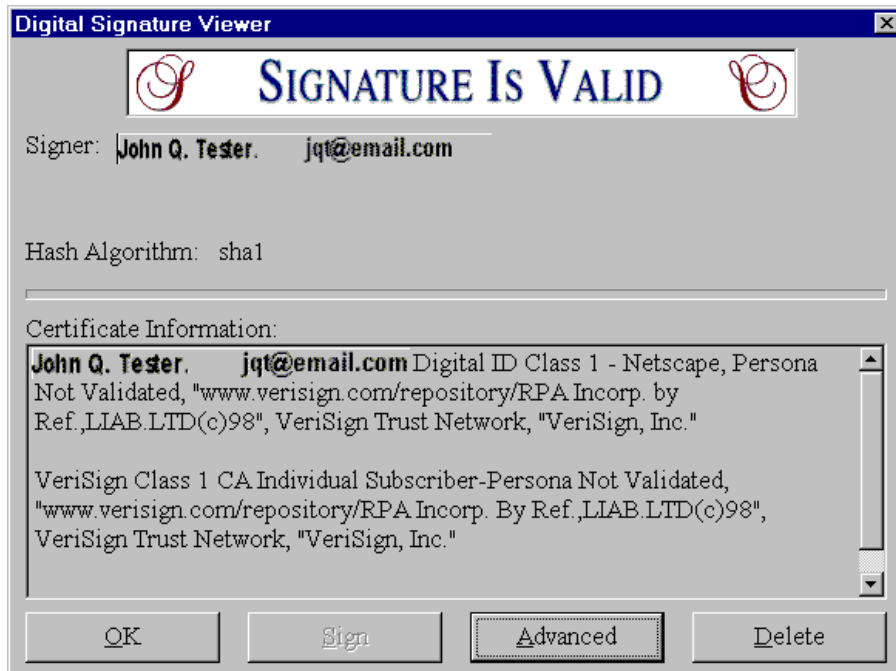 Digital Signature Viewer
SIGNATURE IS VALID
Signer: John Q. Tester. jqt@email.com
Hash Algorithm: sha1
Certificate Information:
John Q. Tester. jqt@email.com Digital ID Class 1 - Netscape, Persona
Not Validated, "www.verisign.com/repository/RPA Incorp. by
Ref.,LIAB.LTD(c)98", VeriSign Trust Network, "VeriSign, Inc."
VeriSign Class 1 CA Individual Subscriber-Persona Not Validated,
"www.verisign.com/repository/RPA Incorp. By Ref.,LIAB.LTD(c)98",
VeriSign Trust Network, "VeriSign, Inc."
OK Sign Advanced Delete